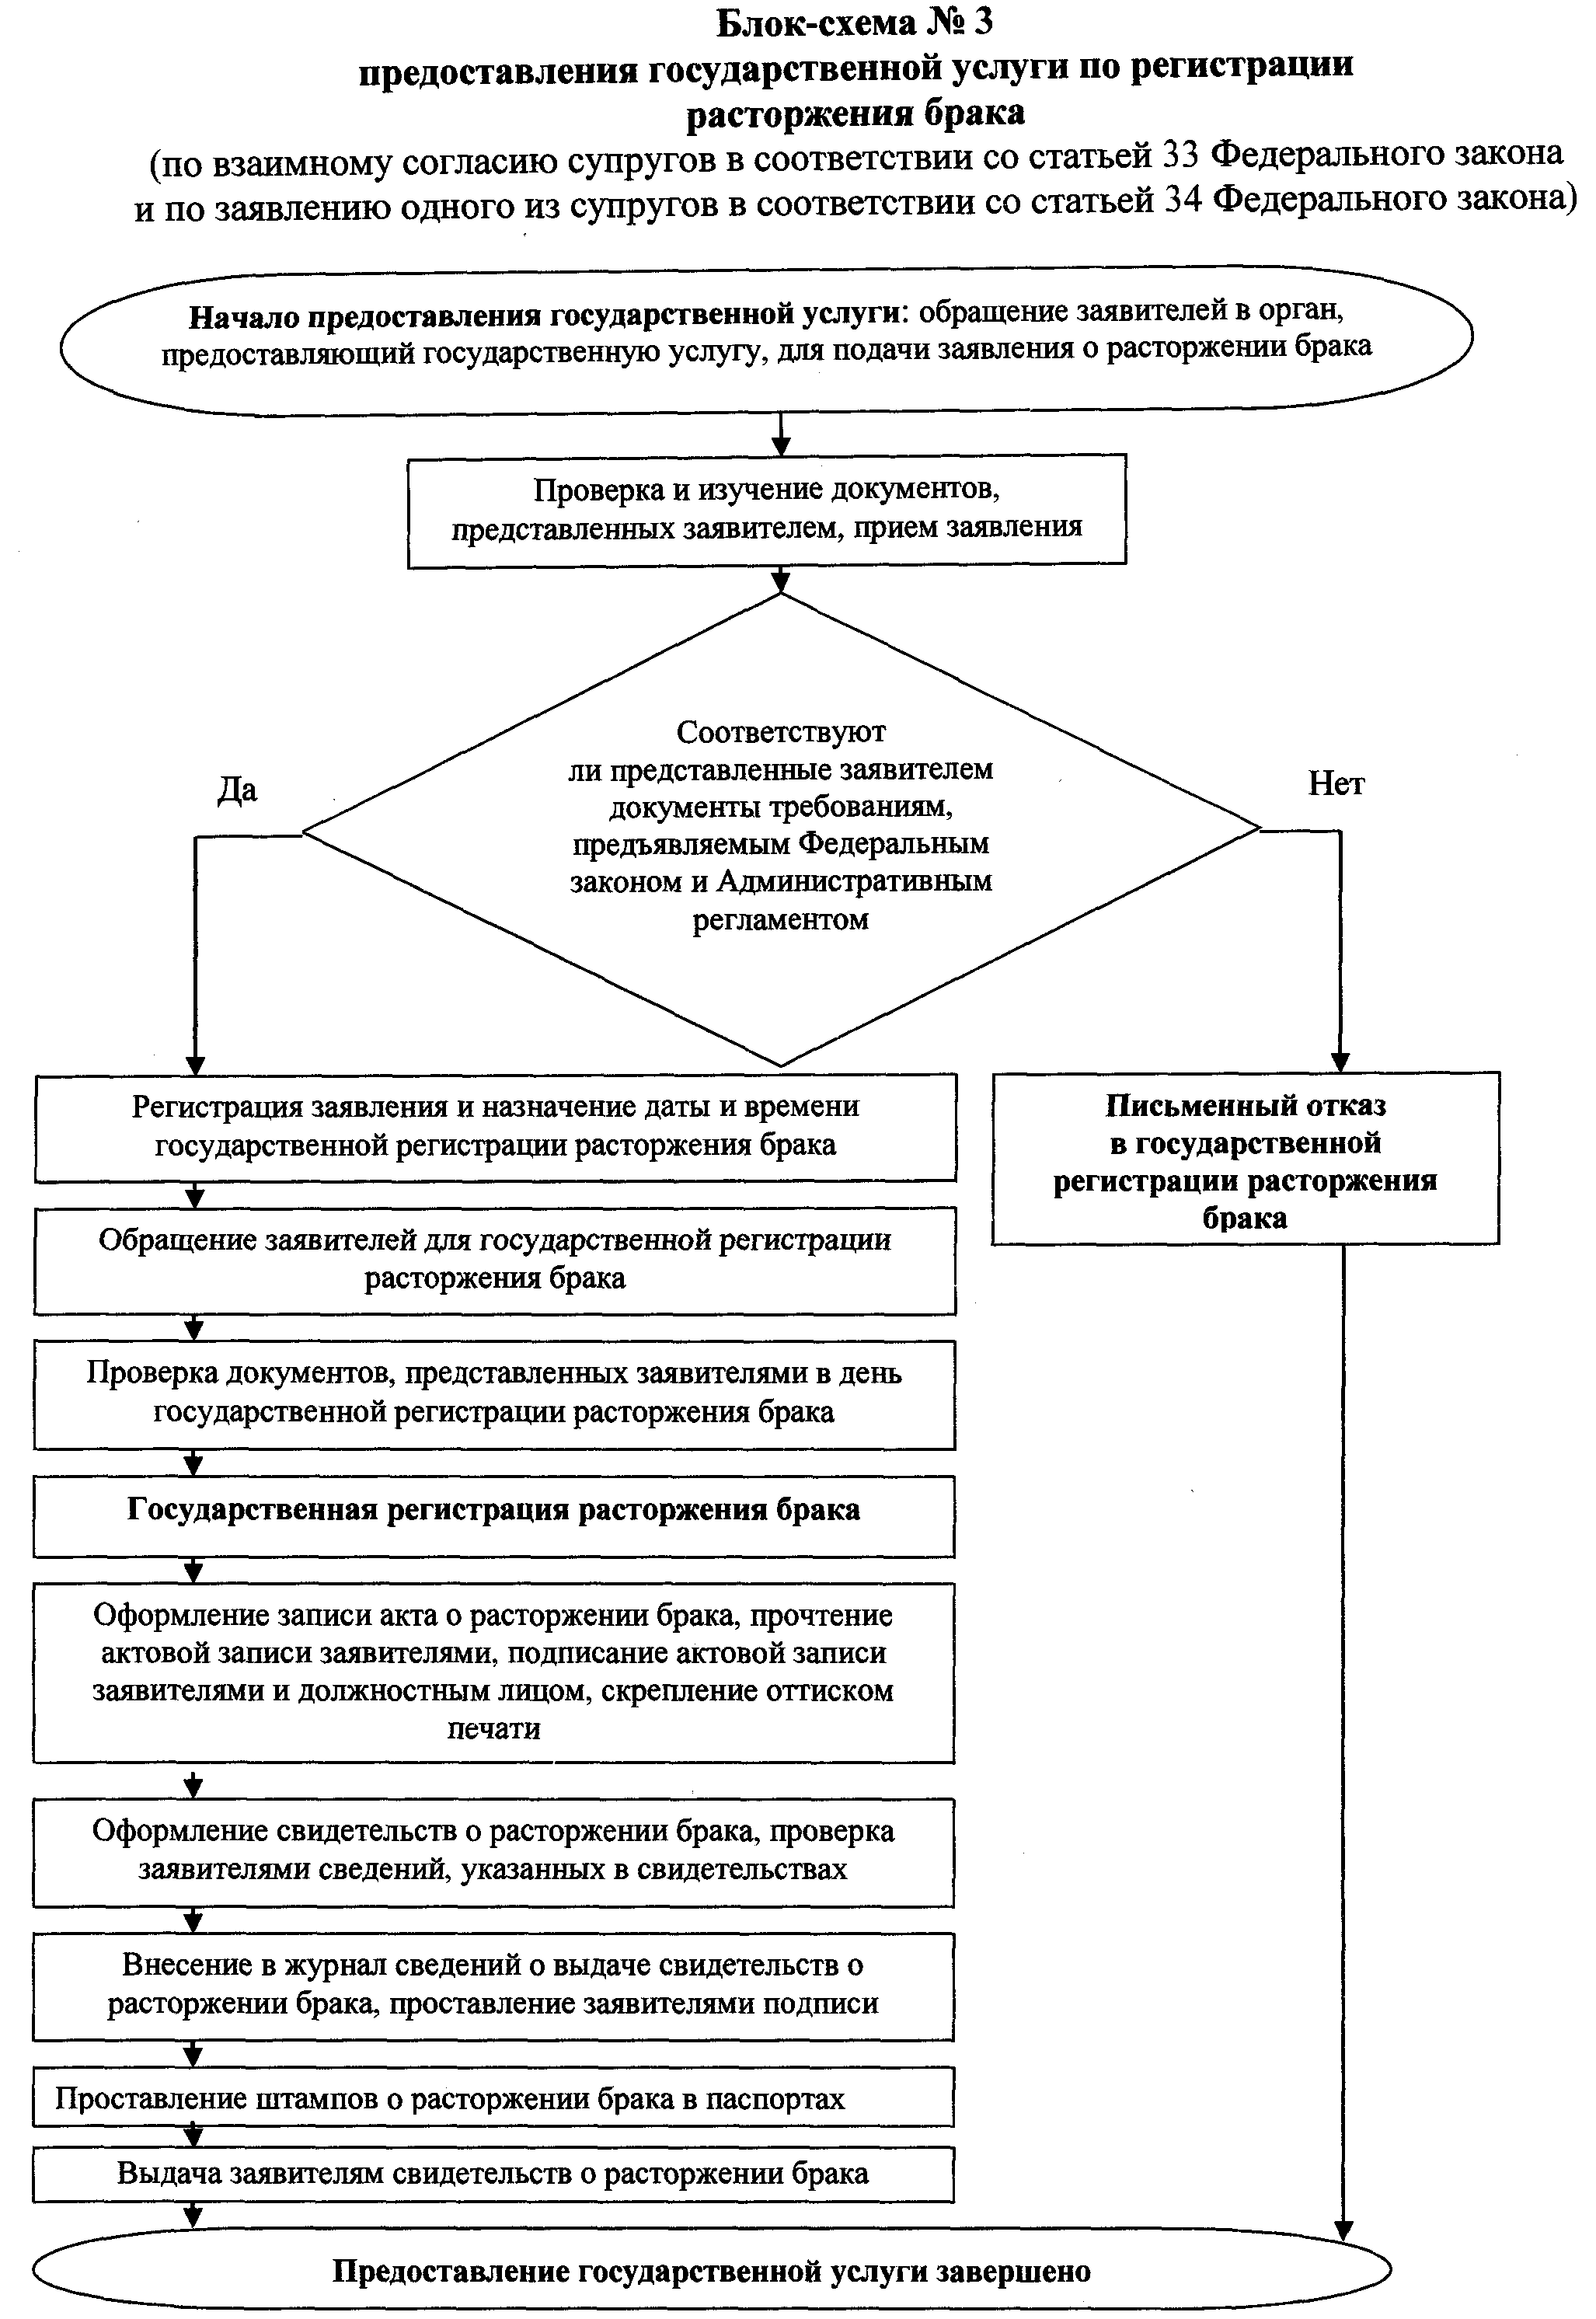 Блок-схема № 3
предоставления государственной услуги по регистрации
расторжения брака
(по взаимному согласию супругов в соответствии со статьей 33 Федерального закона
и по заявлению одного из супругов в соответствии со статьей 34 Федерального закона)
Начало предоставления государственной услуги: обращение заявителей в орган,
предоставляющий государственную услугу, для подачи заявления о расторжении брака
Проверка и изучение документов,
представленных заявителем, прием заявления
Соответствуют
ли представленные заявителем
документы требованиям,
предъявляемым Федеральным
законом и Административным
регламентом
Да
Нет
Регистрация заявления и назначение даты и времени
государственной регистрации расторжения брака
Письменный отказ
в государственной
регистрации расторжения
брака
Обращение заявителей для государственной регистрации
расторжения брака
Проверка документов, представленных заявителями в день
государственной регистрации расторжения брака
Государственная регистрация расторжения брака
Оформление записи акта о расторжении брака, прочтение
актовой записи заявителями, подписание актовой записи
заявителями и должностным лицом, скрепление оттиском
печати
Оформление свидетельств о расторжении брака, проверка
заявителями сведений, указанных в свидетельствах
Внесение в журнал сведений о выдаче свидетельств о
расторжении брака, проставление заявителями подписи
Проставление штампов о расторжении брака в паспортах
Выдача заявителям свидетельств о расторжении брака
Предоставление государственной услуги завершено